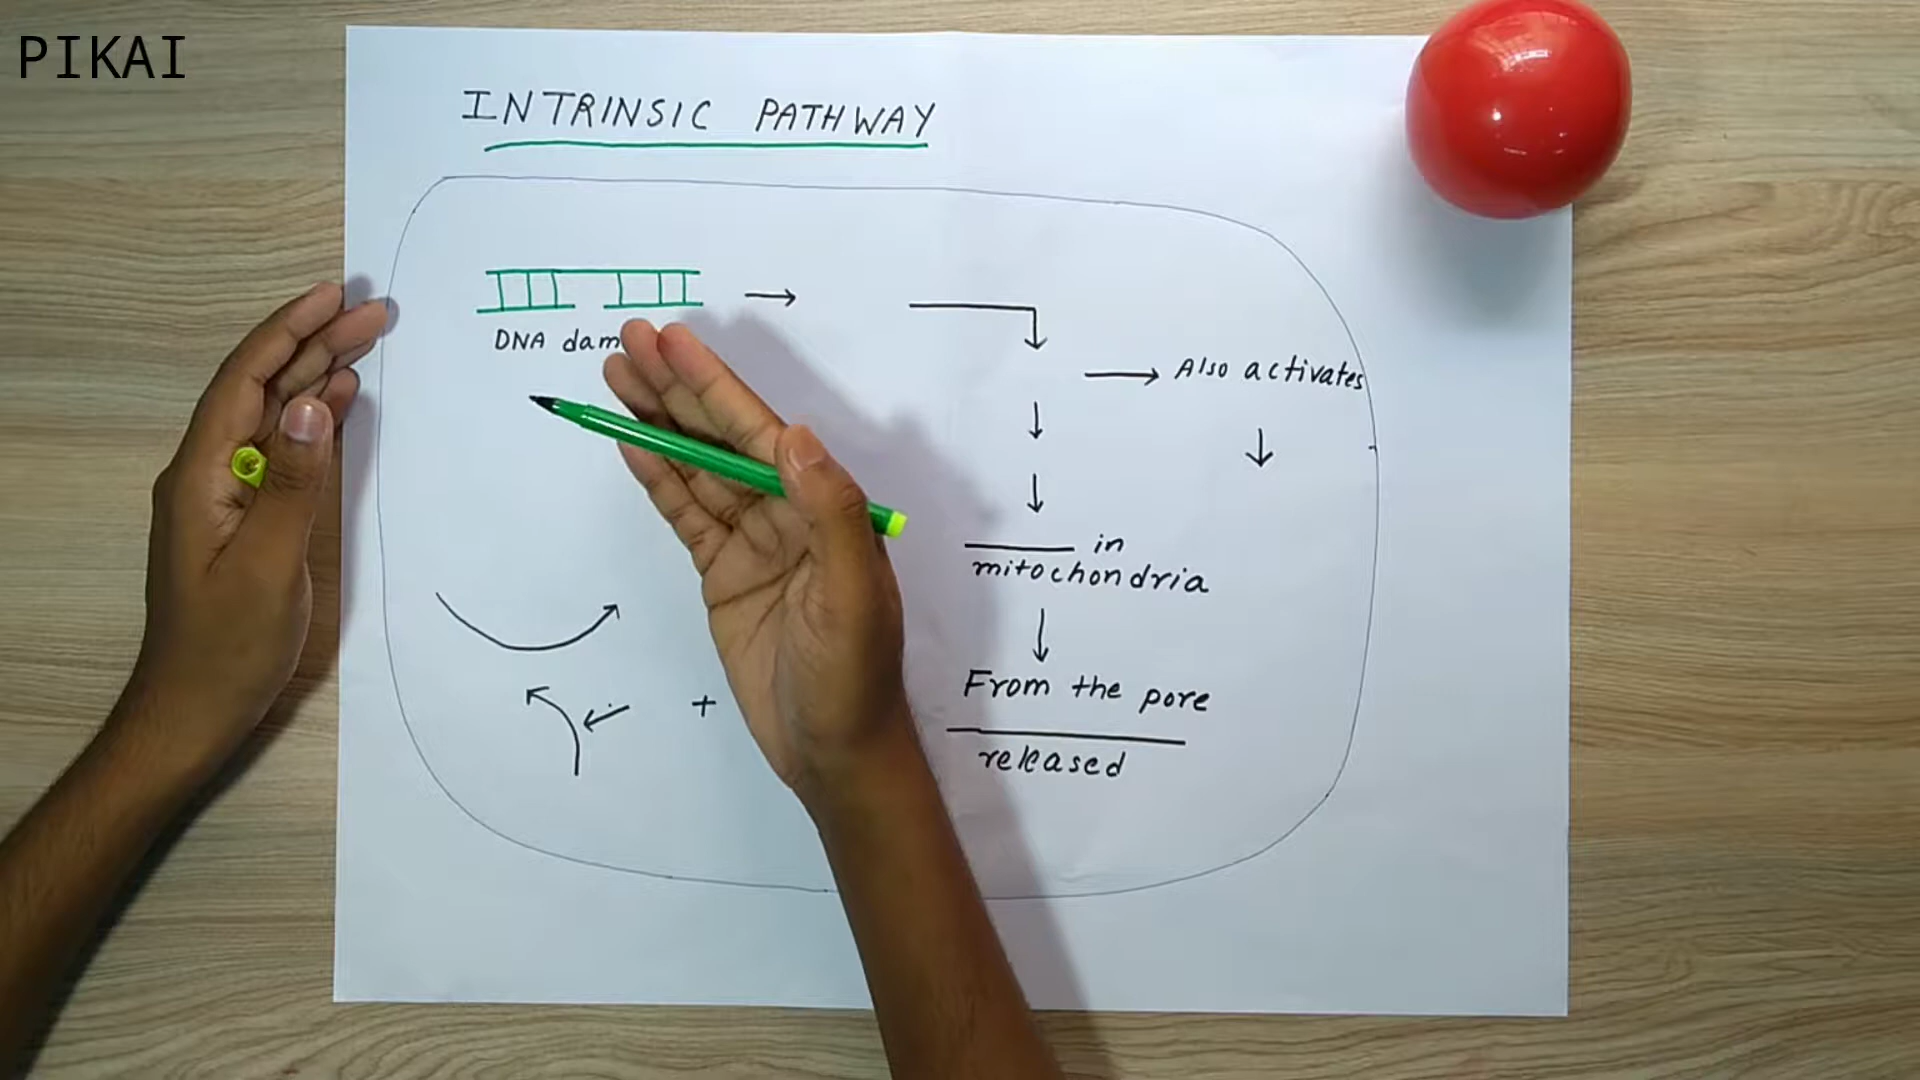 PIKAI
INTRINSIC PATHWAY
DNA dam
Also activates
in
mitochondria
From the pore
released